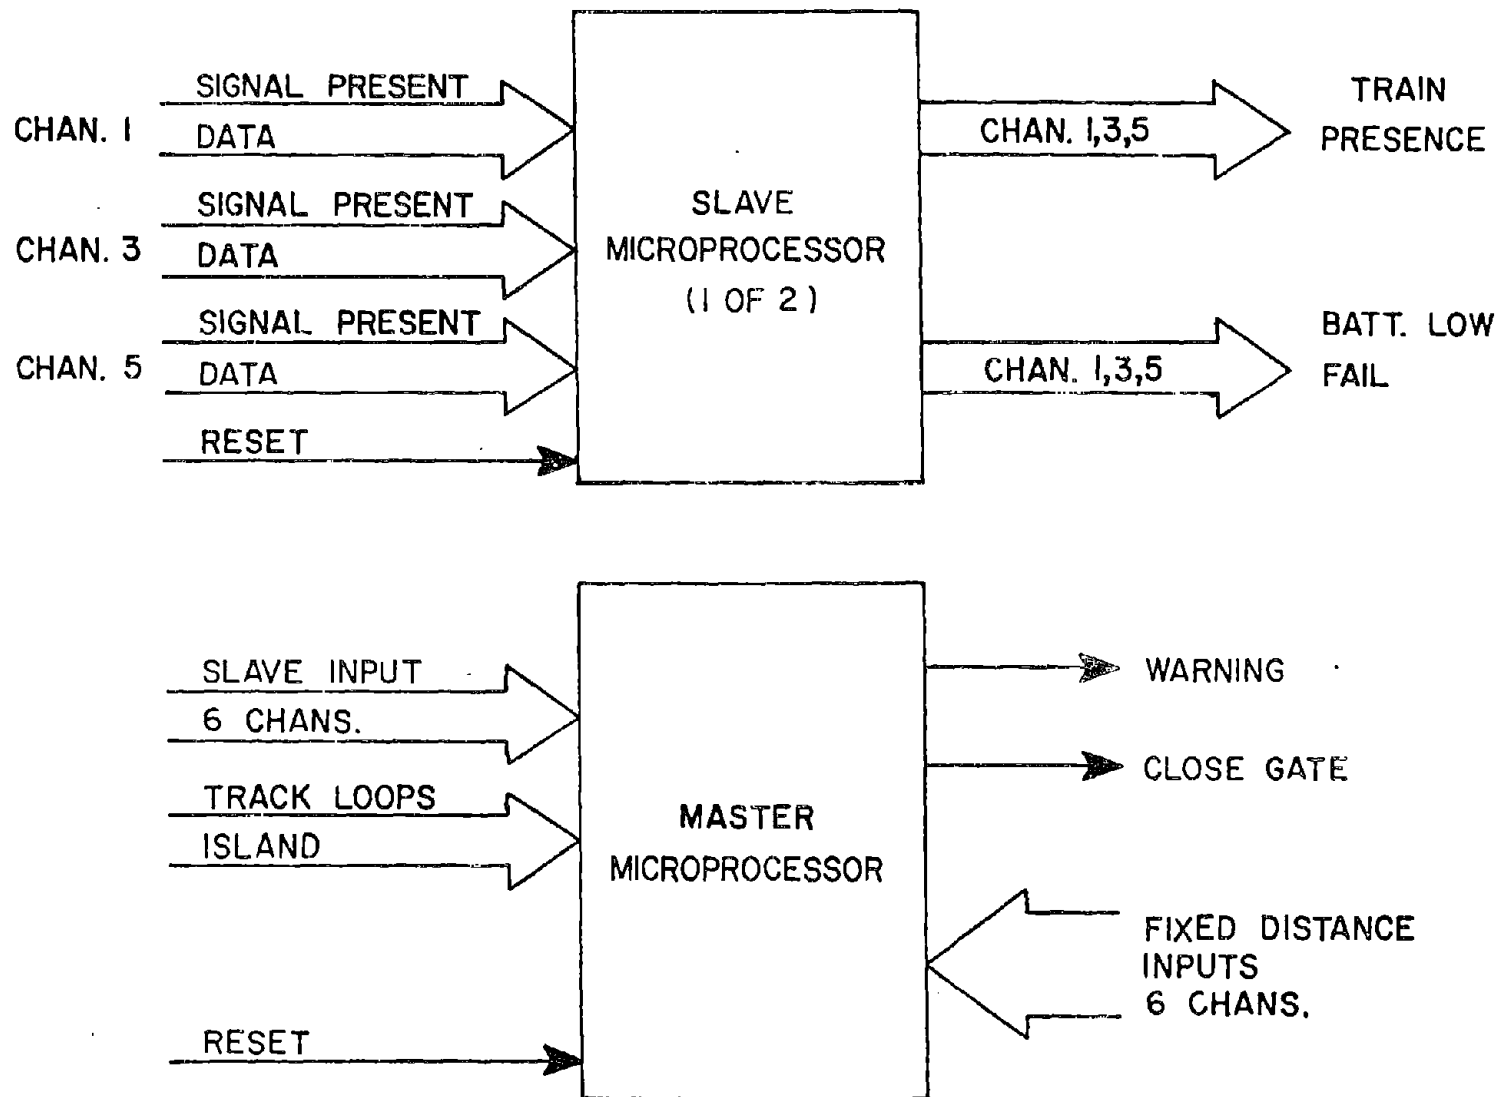 SIGNAL PRESENT
CHAN. 1
DATA
SIGNAL PRESENT
CHAN. 3
DATA
SIGNAL PRESENT
CHAN. 5
DATA
RESET
SLAVE
MICROPROCESSOR
(1 OF 2)
CHAN. 1,3,5
TRAIN
PRESENCE
CHAN. 1,3,5
BATT. LOW
FAIL
SLAVE INPUT
6 CHANS.
TRACK LOOPS
ISLAND
RESET
MASTER
MICROPROCESSOR
WARNING
CLOSE GATE
FIXED DISTANCE
INPUTS
6 CHANS.